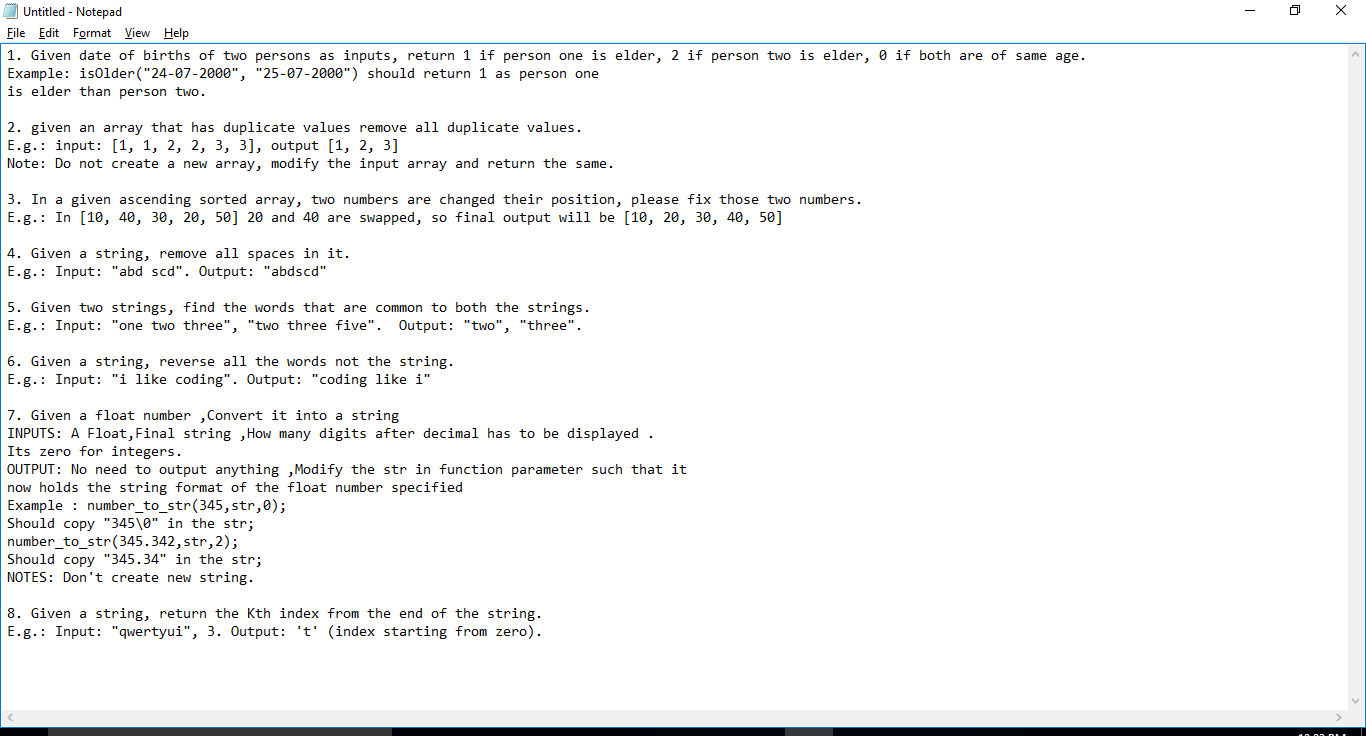 Untitled - Notepad
File Edit Format View Help
1. Given date of births of two persons as inputs, return 1 if person one is elder, 2 if person two is elder, 0 if both are of same age.
Example: isOlder("24-07-2000", "25-07-2000") should return 1 as person one
is elder than person two.
2. given an array that has duplicate values remove all duplicate values.
E.g.: input: [1, 1, 2, 2, 3, 3], output [1, 2, 3]
Note: Do not create a new array, modify the input array and return the same.
3. In a given ascending sorted array, two numbers are changed their position, please fix those two numbers.
E.g.: In [10, 40, 30, 20, 50] 20 and 40 are swapped, so final output will be [10, 20, 30, 40, 50]
4. Given a string, remove all spaces in it.
E.g.: Input: "abd scd". Output: "abdscd"
5. Given two strings, find the words that are common to both the strings.
E.g.: Input: "one two three", "two three five".  Output: "two", "three".
6. Given a string, reverse all the words not the string.
E.g.: Input: "i like coding". Output: "coding like i"
7. Given a float number ,Convert it into a string
INPUTS: A Float,Final string ,How many digits after decimal has to be displayed .
Its zero for integers.
OUTPUT: No need to output anything ,Modify the str in function parameter such that it
now holds the string format of the float number specified
Example : number_to_str(345,str,0);
Should copy "345\0" in the str;
number_to_str(345.342,str,2);
Should copy "345.34" in the str;
NOTES: Don't create new string.
8. Given a string, return the Kth index from the end of the string.
E.g.: Input: "qwertyui", 3. Output: 't' (index starting from zero).